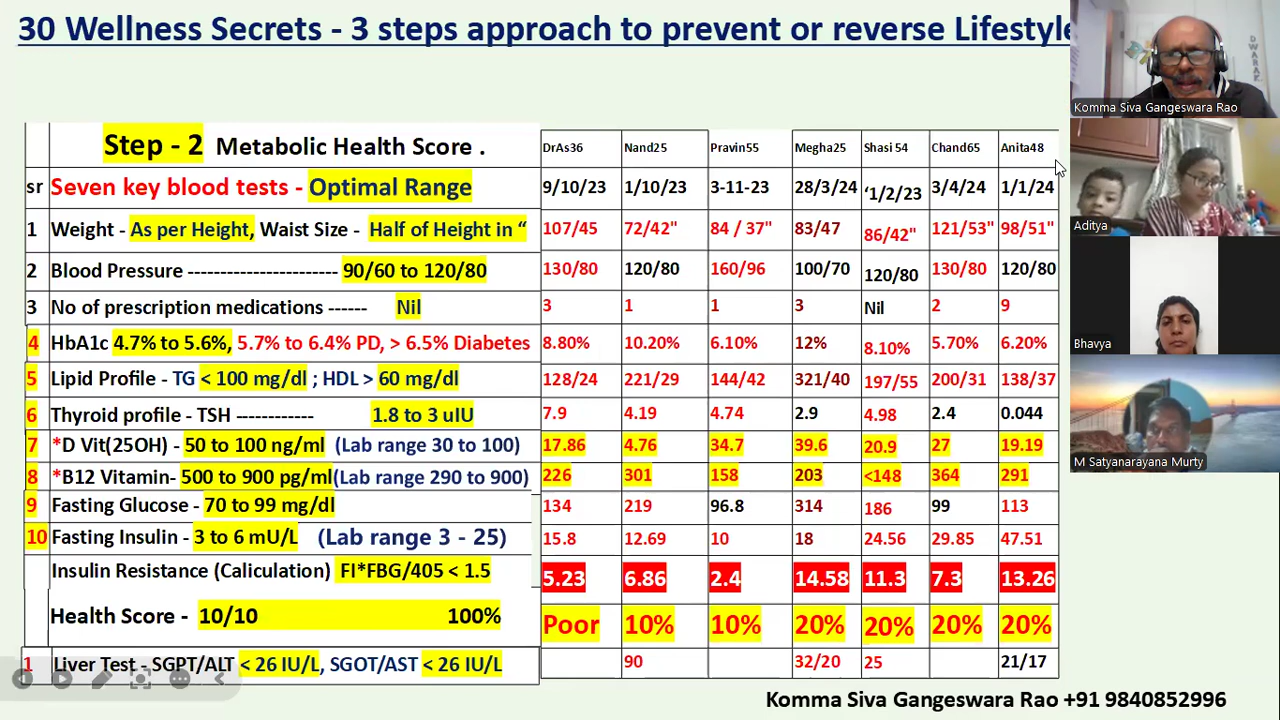 30 Wellness Secrets - 3 steps approach to prevent or reverse Lifestyle
Komma Siva Gangeswara Rao
Step - 2 Metabolic Health Score . DrAs36 Nand25 Pravin55 Megha25 Shasi 54 Chand65 Anita48
sr Seven key blood tests - Optimal Range 9/10/23 1/10/23 3-11-23 28/3/24 ‘1/2/23 3/4/24 1/1/24
1 Weight - As per Height, Waist Size - Half of Height in “ 107/45 72/42" 84 / 37" 83/47 86/42" 121/53" 98/51"
Aditya
2 Blood Pressure ----------------------- 90/60 to 120/80 130/80 120/80 160/96 100/70 120/80 130/80 120/80
3 No of prescription medications ------ Nil 3 1 1 3 Nil 2 9
4 HbA1c 4.7% to 5.6%, 5.7% to 6.4% PD, > 6.5% Diabetes 8.80% 10.20% 6.10% 12% 8.10% 5.70% 6.20%
Bhavya
5 Lipid Profile - TG < 100 mg/dl ; HDL > 60 mg/dl 128/24 221/29 144/42 321/40 197/55 200/31 138/37
6 Thyroid profile - TSH ------------ 1.8 to 3 uIU 7.9 4.19 4.74 2.9 4.98 2.4 0.044
7 *D Vit(25OH) - 50 to 100 ng/ml (Lab range 30 to 100) 17.86 4.76 34.7 39.6 20.9 27 19.19
M Satyanarayana Murty
8 *B12 Vitamin- 500 to 900 pg/ml(Lab range 290 to 900) 226 301 158 203 <148 364 291
9 Fasting Glucose - 70 to 99 mg/dl 134 219 96.8 314 186 99 113
10 Fasting Insulin - 3 to 6 mU/L (Lab range 3 - 25) 15.8 12.69 10 18 24.56 29.85 47.51
Insulin Resistance (Caliculation) FI*FBG/405 < 1.5 5.23 6.86 2.4 14.58 11.3 7.3 13.26
Health Score - 10/10 100% Poor 10% 10% 20% 20% 20% 20%
1 Liver Test - SGPT/ALT < 26 IU/L, SGOT/AST < 26 IU/L 90 32/20 25 21/17
Komma Siva Gangeswara Rao +91 9840852996